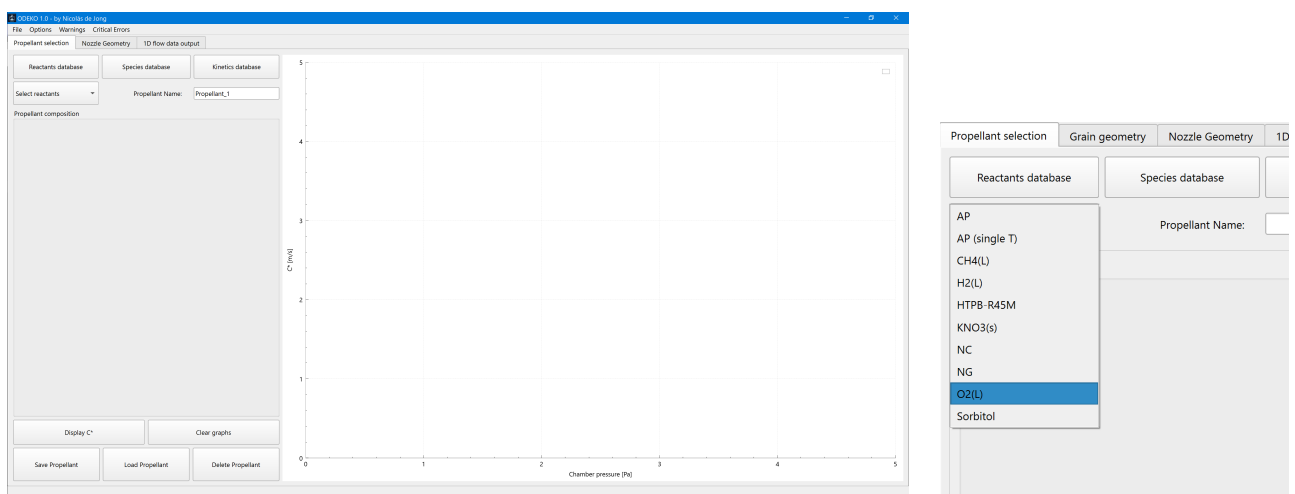 ODEKO 1.0 - by Nicolás de Jong
File Options Warnings Critical Errors
Propellant selection Nozzle Geometry 1D flow data output
Reactants database Species database Kinetics database
Select reactants Propellant Name: Propellant_1
Propellant composition
5
4
3
2
1
0
C* [m/s]
0 1 2 3 4 5
Chamber pressure [Pa]
Display C* Clear graphs
Save Propellant Load Propellant Delete Propellant
Propellant selection Grain geometry Nozzle Geometry 1D
Reactants database Species database
Propellant Name:
AP
AP (single T)
CH4(L)
H2(L)
HTPB-R45M
KNO3(s)
NC
NG
O2(L)
Sorbitol